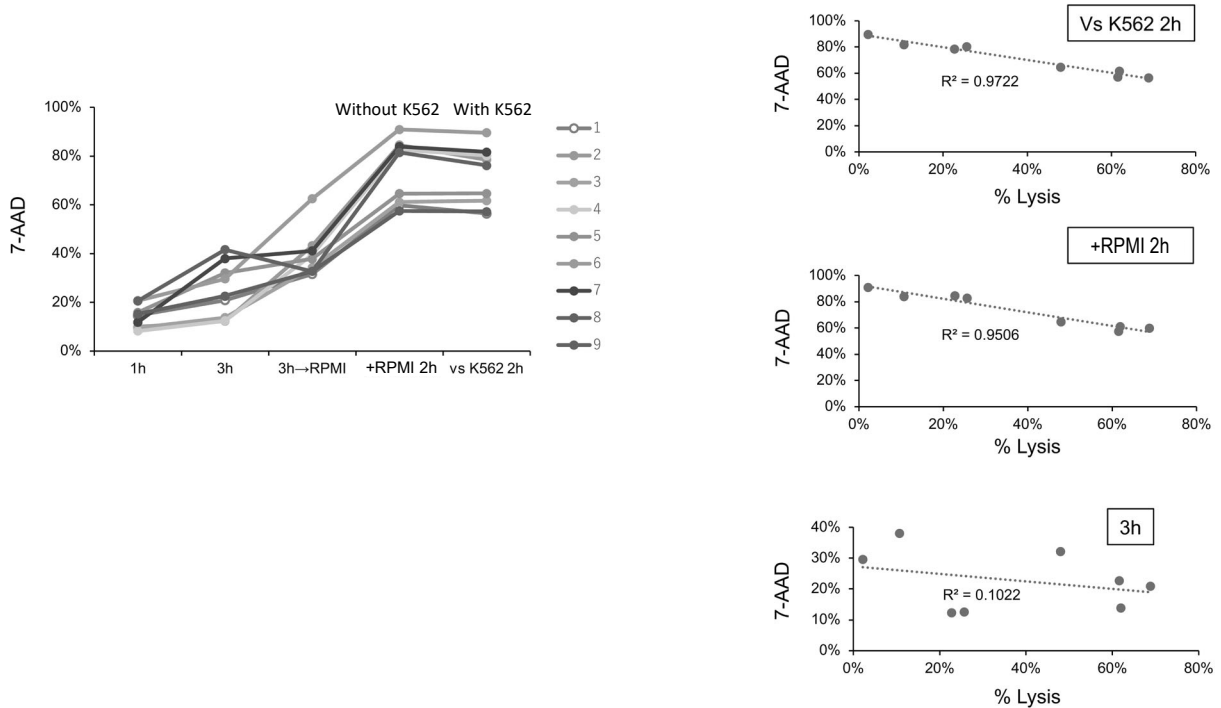 Without K562 With K562
100%
80%
60%
40%
20%
0%
7-AAD
1h 3h 3h→RPMI +RPMI 2h vs K562 2h
1
2
3
4
5
6
7
8
9
Vs K562 2h
100%
80%
60%
40%
20%
0%
7-AAD
R² = 0.9722
0% 20% 40% 60% 80%
% Lysis
+RPMI 2h
100%
80%
60%
40%
20%
0%
7-AAD
R² = 0.9506
0% 20% 40% 60% 80%
% Lysis
3h
40%
30%
20%
10%
0%
7-AAD
R² = 0.1022
0% 20% 40% 60% 80%
% Lysis